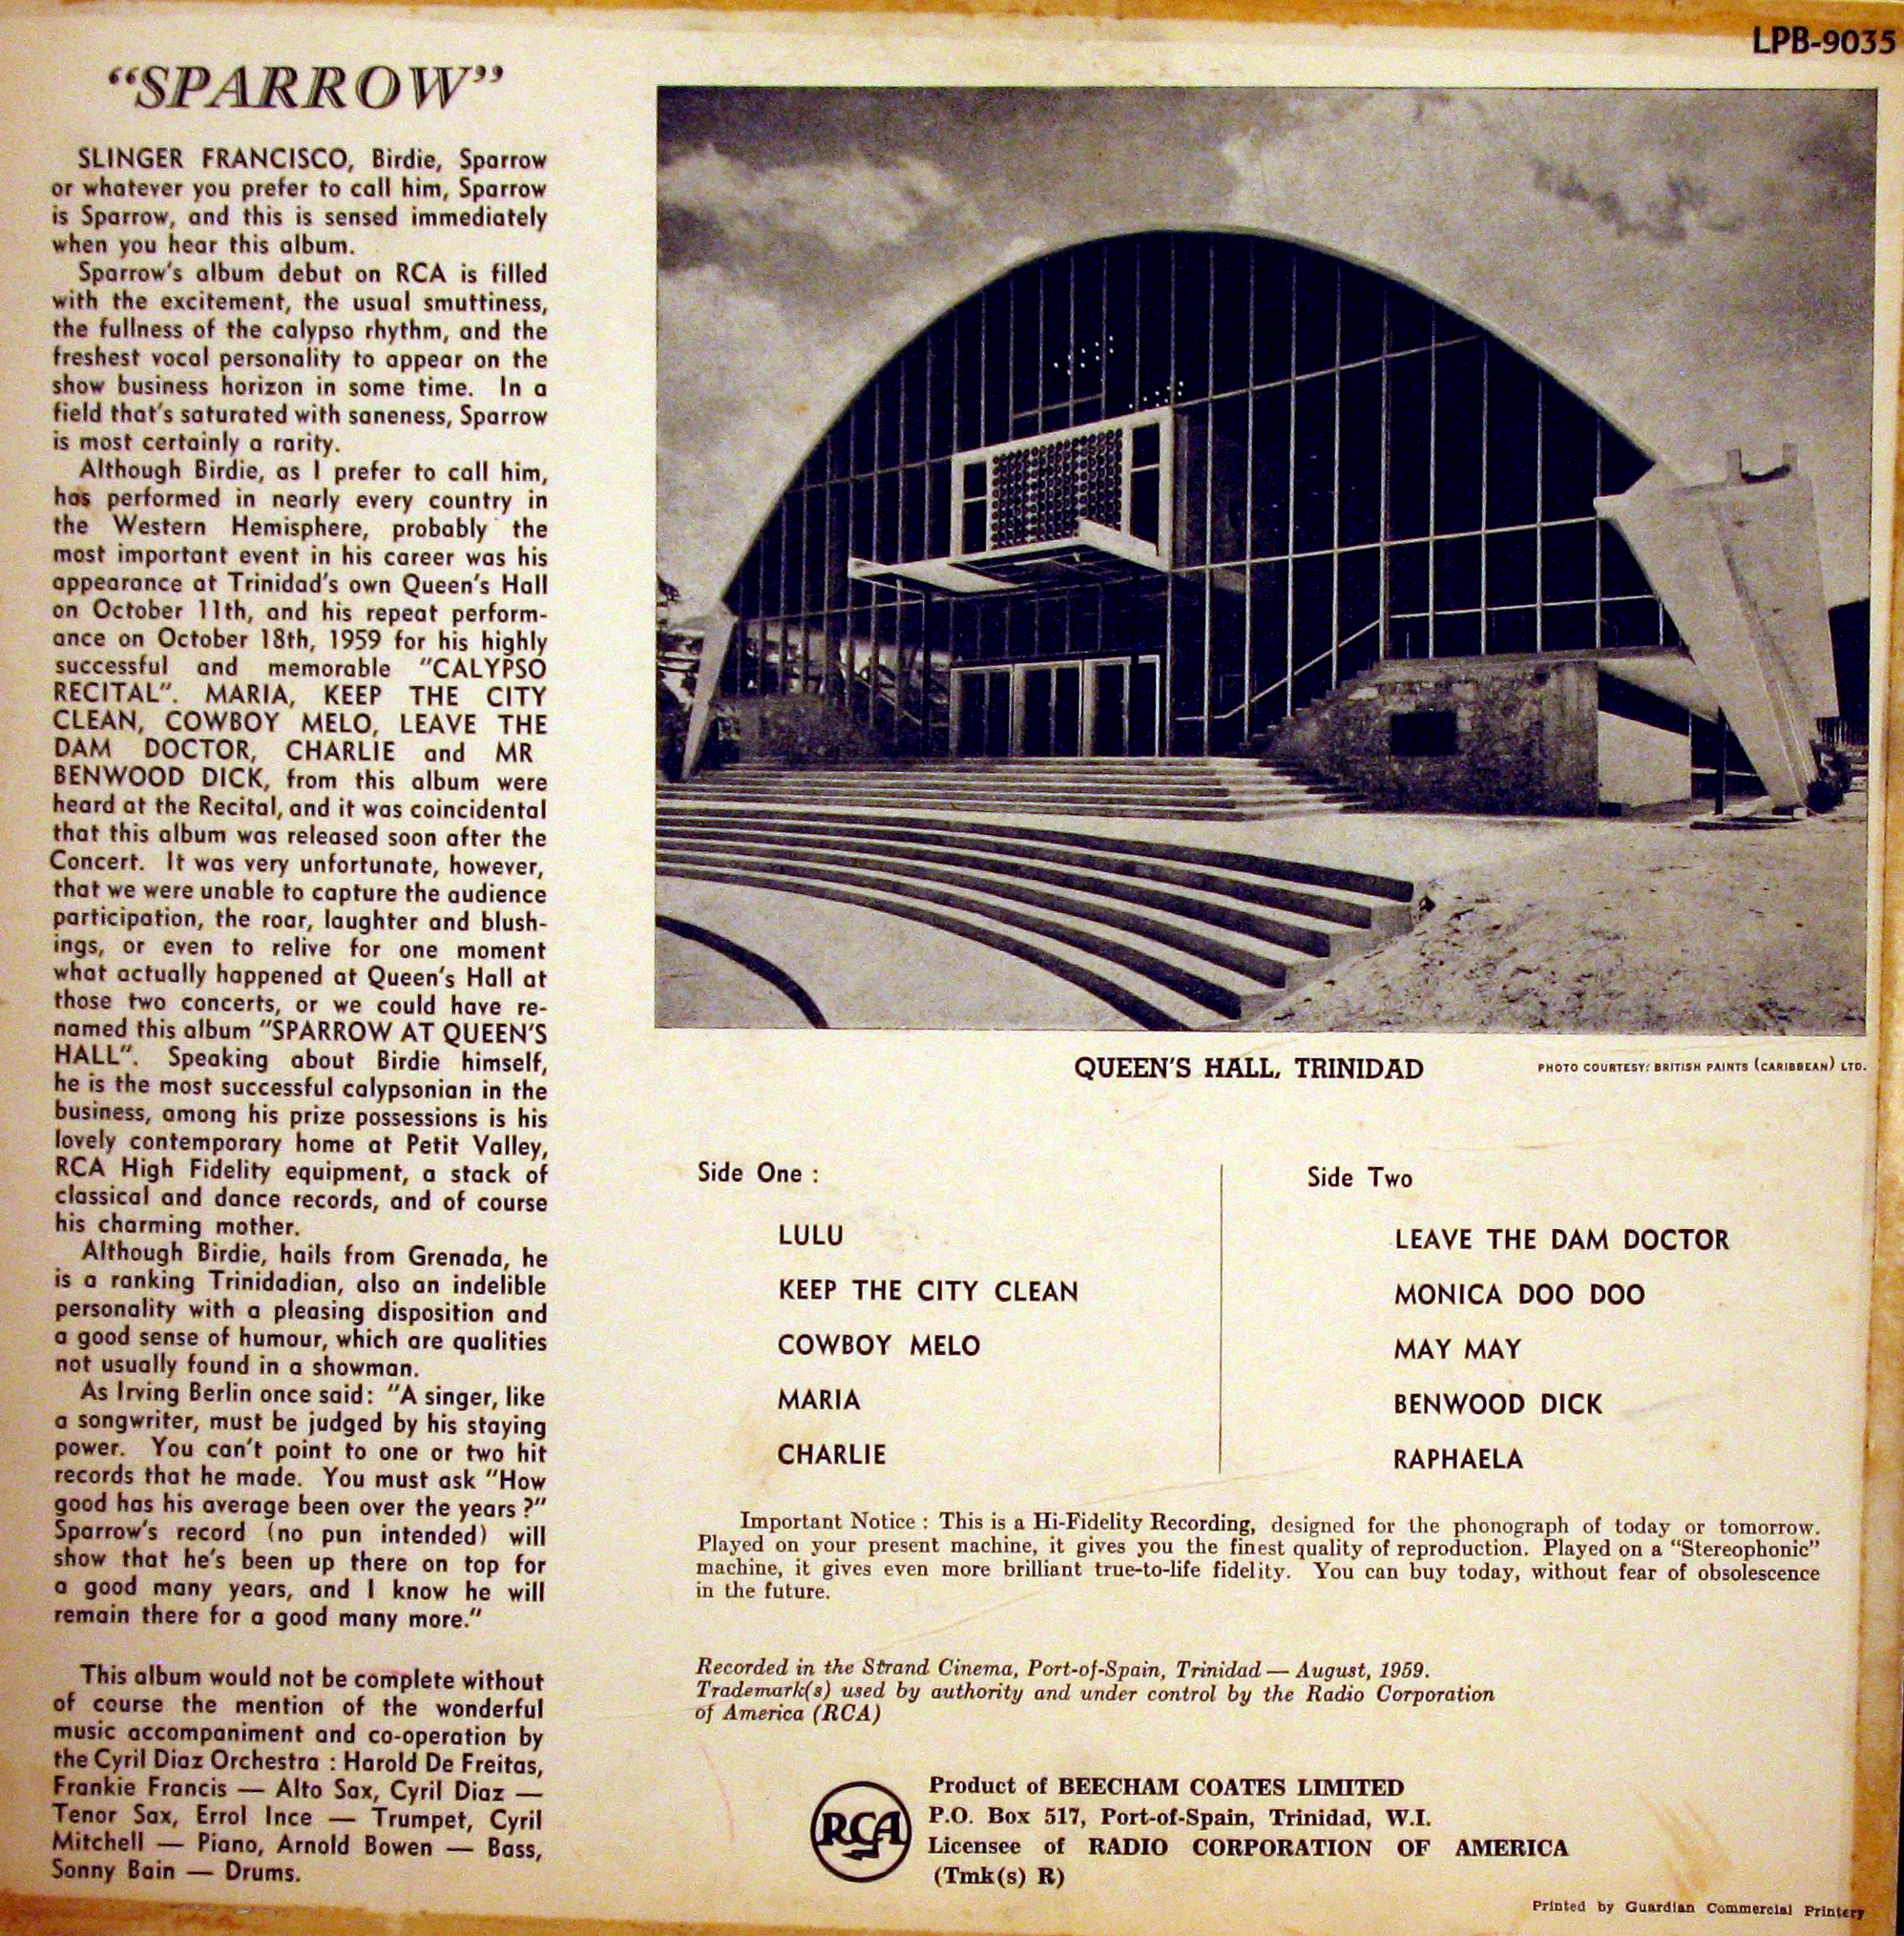 LPB-9035
"SPARROW"
SLINGER FRANCISCO, Birdie, Sparrow
or whatever you prefer to call him, Sparrow
is Sparrow, and this is sensed immediately
when you hear this album.
Sparrow's album debut on RCA is filled
with the excitement, the usual smuttiness,
the fullness of the calypso rhythm, and the
freshest vocal personality to appear on the
show business horizon in some time. In a
field that's saturated with saneness, Sparrow
is most certainly a rarity.
Although Birdie, as I prefer to call him,
has performed in nearly every country in
the Western Hemisphere, probably the
most important event in his career was his
appearance at Trinidad's own Queen's Hall
on October 11th, and his repeat perform-
ance on October 18th, 1959 for his highly
successful and memorable "CALYPSO
RECITAL". MARIA, KEEP THE CITY
CLEAN, COWBOY MELO, LEAVE THE
DAM DOCTOR, CHARLIE and MR
BENWOOD DICK, from this album were
heard at the Recital, and it was coincidental
that this album was released soon after the
Concert. It was very unfortunate, however,
that we were unable to capture the audience
participation, the roar, laughter and blush-
ings, or even to relive for one moment
what actually happened at Queen's Hall at
those two concerts, or we could have re-
named this album "SPARROW AT QUEEN'S
HALL". Speaking about Birdie himself,
he is the most successful calypsonian in the
business, among his prize possessions is his
lovely contemporary home at Petit Valley,
RCA High Fidelity equipment, a stack of
classical and dance records, and of course
his charming mother.
Although Birdie, hails from Grenada, he
is a ranking Trinidadian, also an indelible
personality with a pleasing disposition and
a good sense of humour, which are qualities
not usually found in a showman.
As Irving Berlin once said: "A singer, like
a songwriter, must be judged by his staying
power. You can't point to one or two hit
records that he made. You must ask "How
good has his average been over the years?"
Sparrow's record (no pun intended) will
show that he's been up there on top for
a good many years, and I know he will
remain there for a good many more."
This album would not be complete without
of course the mention of the wonderful
music accompaniment and co-operation by
the Cyril Diaz Orchestra : Harold De Freitas,
Frankie Francis — Alto Sax, Cyril Diaz —
Tenor Sax, Errol Ince — Trumpet, Cyril
Mitchell — Piano, Arnold Bowen — Bass,
Sonny Bain — Drums.
QUEEN'S HALL, TRINIDAD
PHOTO COURTESY: BRITISH PAINTS (CARIBBEAN) LTD.
Side One :
LULU
KEEP THE CITY CLEAN
COWBOY MELO
MARIA
CHARLIE
Side Two
LEAVE THE DAM DOCTOR
MONICA DOO DOO
MAY MAY
BENWOOD DICK
RAPHAELA
Important Notice : This is a Hi-Fidelity Recording, designed for the phonograph of today or tomorrow.
Played on your present machine, it gives you the finest quality of reproduction. Played on a "Stereophonic"
machine, it gives even more brilliant true-to-life fidelity. You can buy today, without fear of obsolescence
in the future.
Recorded in the Strand Cinema, Port-of-Spain, Trinidad — August, 1959.
Trademark(s) used by authority and under control by the Radio Corporation
of America (RCA)
RCA
Product of BEECHAM COATES LIMITED
P.O. Box 517, Port-of-Spain, Trinidad, W.I.
Licensee of RADIO CORPORATION OF AMERICA
(Tmk(s) R)
Printed by Guardian Commercial Printery